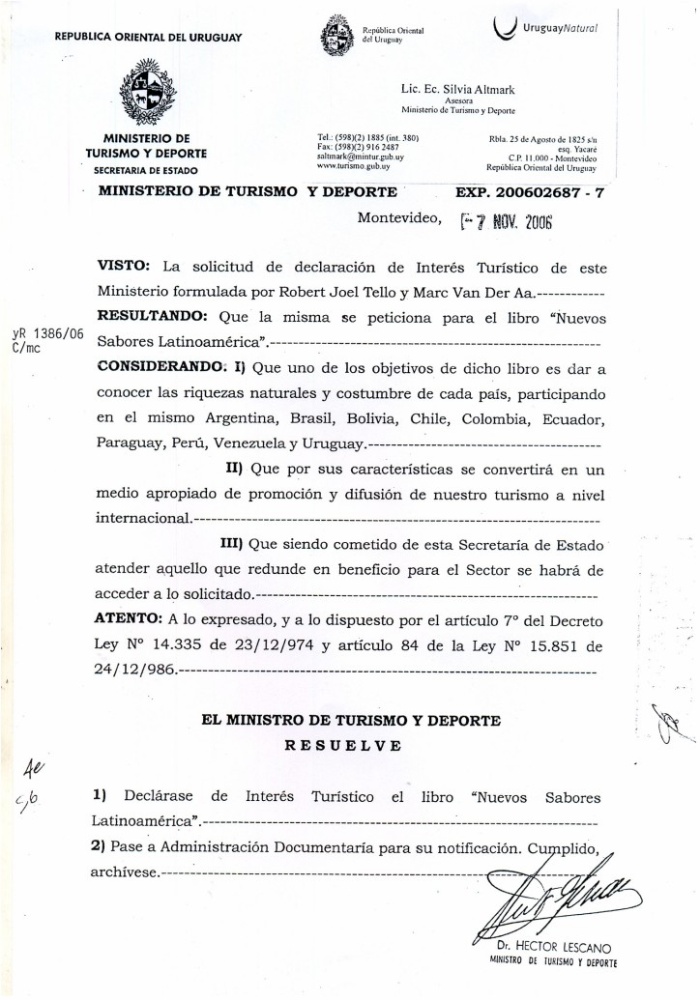 REPUBLICA ORIENTAL DEL URUGUAY
República Oriental
del Uruguay
UruguayNatural
Lic. Ec. Silvia Altmark
Asesora
Ministerio de Turismo y Deporte
MINISTERIO DE
TURISMO Y DEPORTE
SECRETARIA DE ESTADO
Tel.: (598)(2) 1885 (int. 380)
Fax: (598)(2) 916 2487
saltmark@mintur.gub.uy
www.turismo.gub.uy
Rbla. 25 de Agosto de 1825 s/n
esq. Yacaré
C.P. 11.000 - Montevideo
República Oriental del Uruguay
MINISTERIO DE TURISMO Y DEPORTE EXP. 200602687 - 7
Montevideo, - 7 NOV. 2006
VISTO: La solicitud de declaración de Interés Turístico de este
Ministerio formulada por Robert Joel Tello y Marc Van Der Aa.------------
RESULTANDO: Que la misma se peticiona para el libro “Nuevos
Sabores Latinoamérica”.----------------------------------------------------------
yR 1386/06
C/mc
CONSIDERANDO: I) Que uno de los objetivos de dicho libro es dar a
conocer las riquezas naturales y costumbre de cada país, participando
en el mismo Argentina, Brasil, Bolivia, Chile, Colombia, Ecuador,
Paraguay, Perú, Venezuela y Uruguay.-----------------------------------------
II) Que por sus características se convertirá en un
medio apropiado de promoción y difusión de nuestro turismo a nivel
internacional.-----------------------------------------------------------------------
III) Que siendo cometido de esta Secretaría de Estado
atender aquello que redunde en beneficio para el Sector se habrá de
acceder a lo solicitado.------------------------------------------------------------
ATENTO: A lo expresado, y a lo dispuesto por el artículo 7º del Decreto
Ley Nº 14.335 de 23/12/974 y artículo 84 de la Ley Nº 15.851 de
24/12/986.--------------------------------------------------------------------------
EL MINISTRO DE TURISMO Y DEPORTE
R E S U E L V E
1) Declárase de Interés Turístico el libro “Nuevos Sabores
Latinoamérica”.---------------------------------------------------------------------
2) Pase a Administración Documentaría para su notificación. Cumplido,
archívese.----------------------------------------------------------------------------
Dr. HECTOR LESCANO
MINISTRO DE TURISMO Y DEPORTE